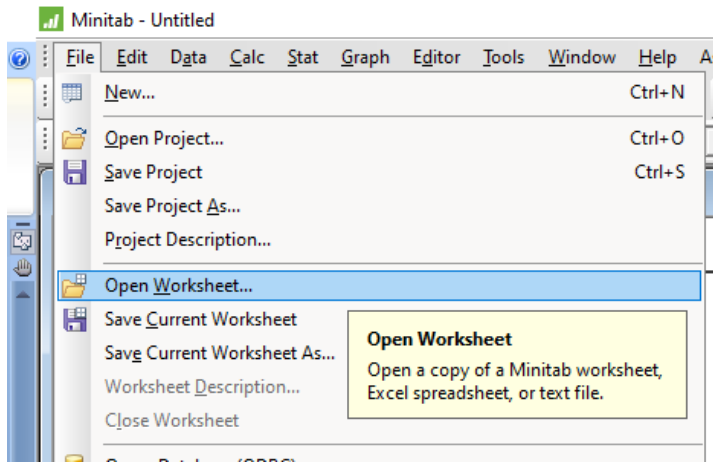 Minitab - Untitled
File Edit Data Calc Stat Graph Editor Tools Window Help A
New... Ctrl+N
Open Project... Ctrl+O
Save Project Ctrl+S
Save Project As...
Project Description...
Open Worksheet...
Save Current Worksheet
Save Current Worksheet As...
Worksheet Description...
Close Worksheet
Open Worksheet
Open a copy of a Minitab worksheet,
Excel spreadsheet, or text file.